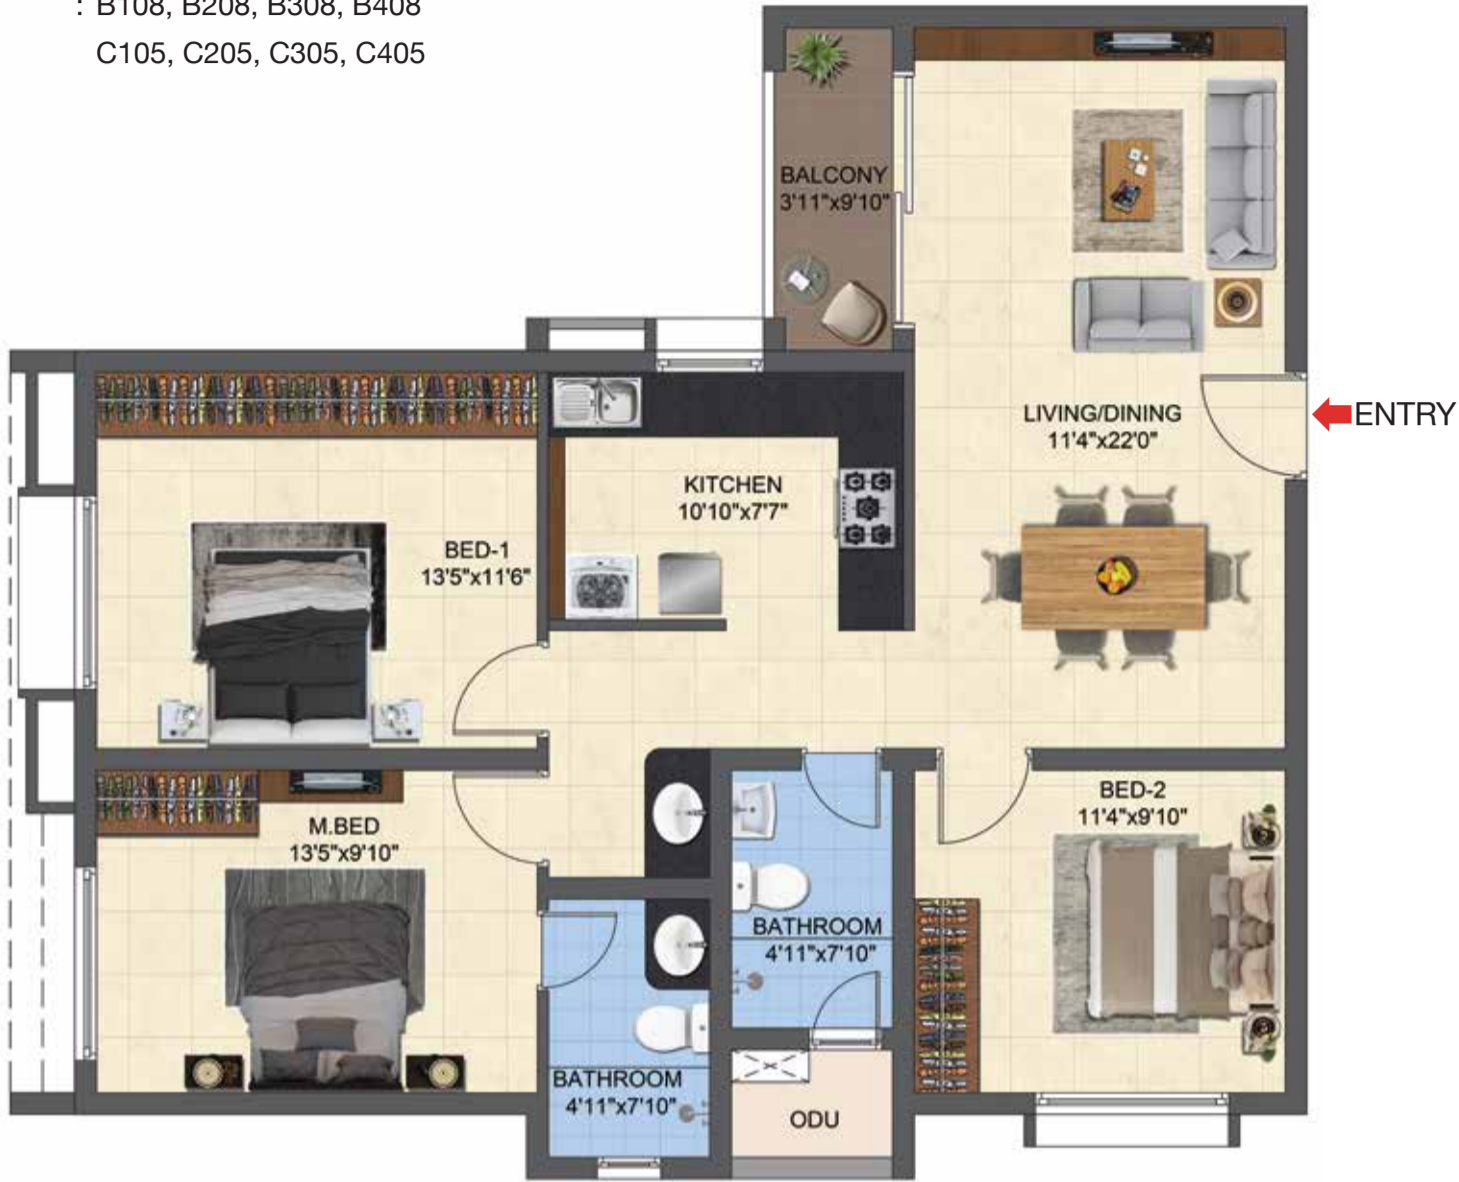 : B108, B208, B308, B408
C105, C205, C305, C405
BALCONY
3'11"x9'10"
LIVING/DINING
11'4"x22'0"
ENTRY
KITCHEN
10'10"x7'7"
BED-1
13'5"x11'6"
M.BED
13'5"x9'10"
BED-2
11'4"x9'10"
BATHROOM
4'11"x7'10"
BATHROOM
4'11"x7'10"
ODU